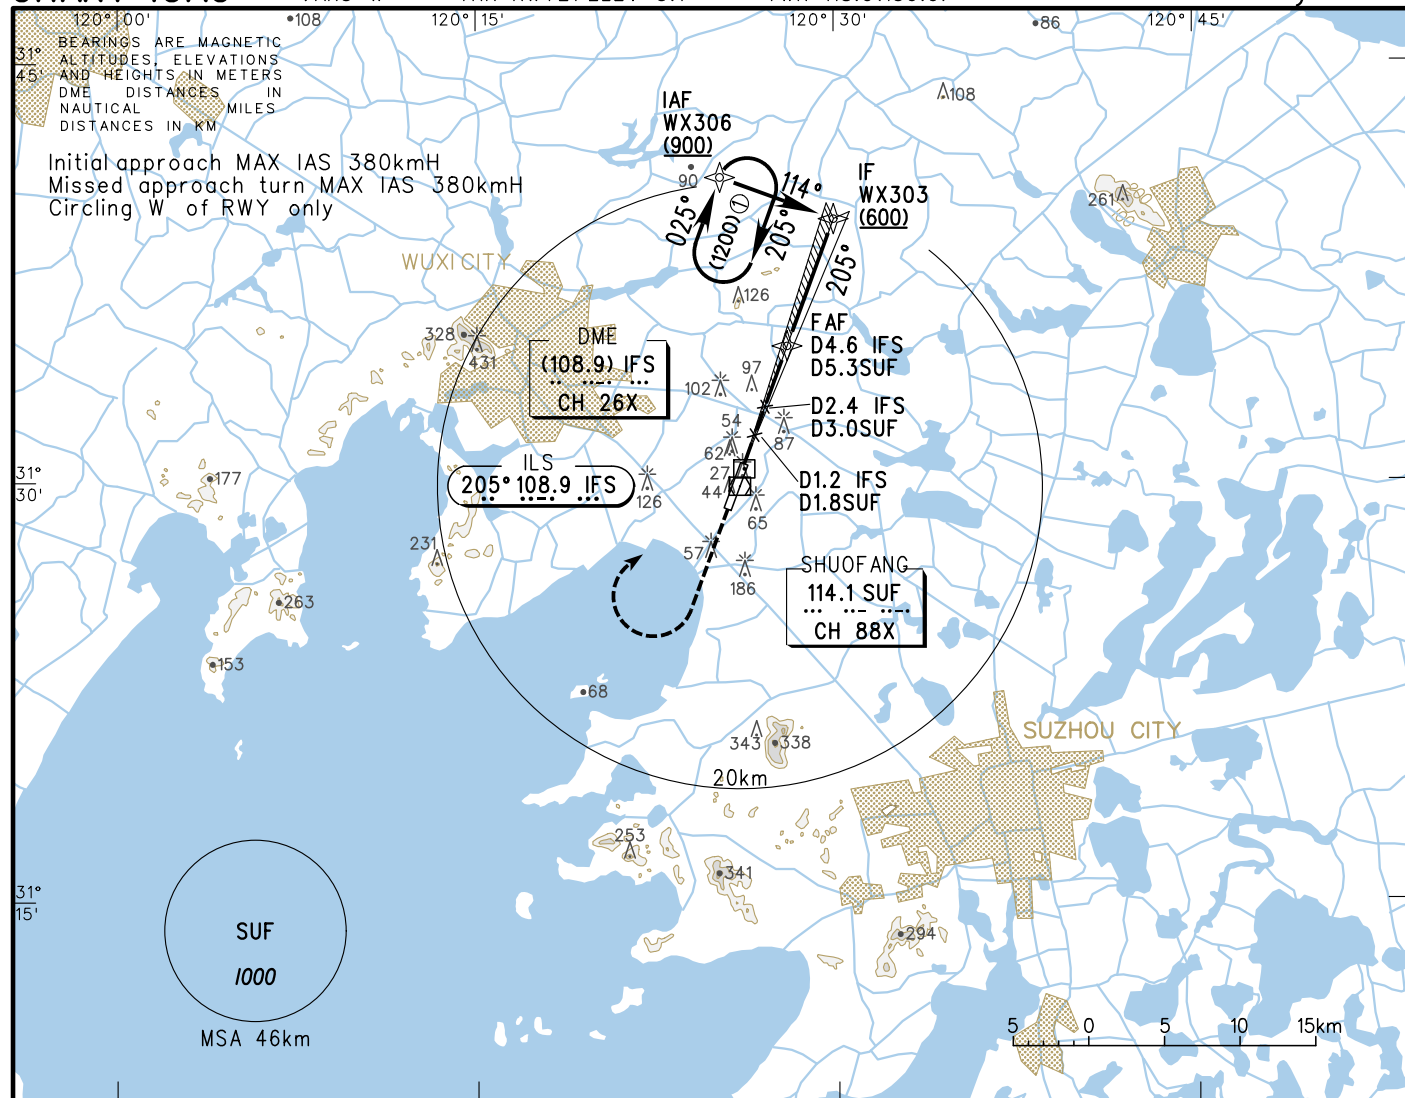 120° 00'
108
120° 15'
120° 30'
86
120° 45'
31°
45'
BEARINGS ARE MAGNETIC
ALTITUDES, ELEVATIONS
AND HEIGHTS IN METERS
DME DISTANCES IN
NAUTICAL MILES
DISTANCES IN KM
Initial approach MAX IAS 380kmH
Missed approach turn MAX IAS 380kmH
Circling W of RWY only
IAF
WX306
(900)
90
114°
IF
WX303
(600)
108
261
025°
(1200) 1
205°
205°
WUXI CITY
126
328
431
DME
(108.9) IFS
CH 26X
FAF
D4.6 IFS
D5.3SUF
97
102
D2.4 IFS
D3.0SUF
54
87
62
ILS
205° 108.9 IFS
27
44
D1.2 IFS
D1.8SUF
31°
30'
177
126
65
231
57
186
SHUOFANG
114.1 SUF
CH 88X
263
153
68
343
338
SUZHOU CITY
20km
253
341
31°
15'
294
SUF
1000
MSA 46km
5 0 5 10 15km